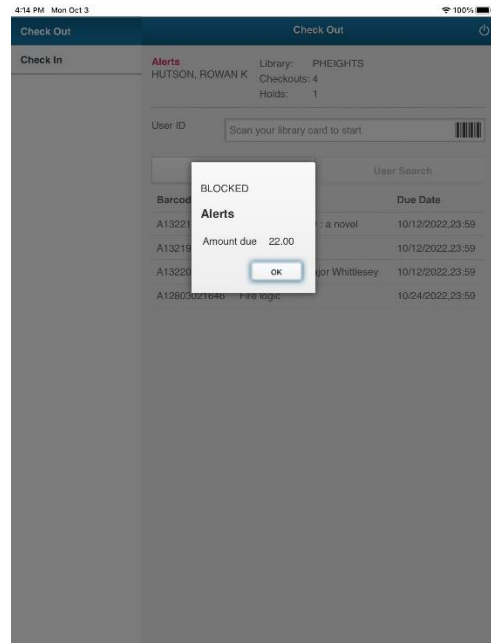 4:14 PM Mon Oct 3 100%
Check Out Check Out
Check In
Alerts Library: PHEIGHTS
HUTSON, ROWAN K Checkouts: 4
Holds: 1
User ID Scan your library card to start
User Search
Barcod Due Date
A13221 : a novel 10/12/2022,23:59
A13219 10/12/2022,23:59
A13220 jor Whittlesey 10/12/2022,23:59
A12803021646 Fire logic 10/24/2022,23:59
BLOCKED
Alerts
Amount due 22.00
OK